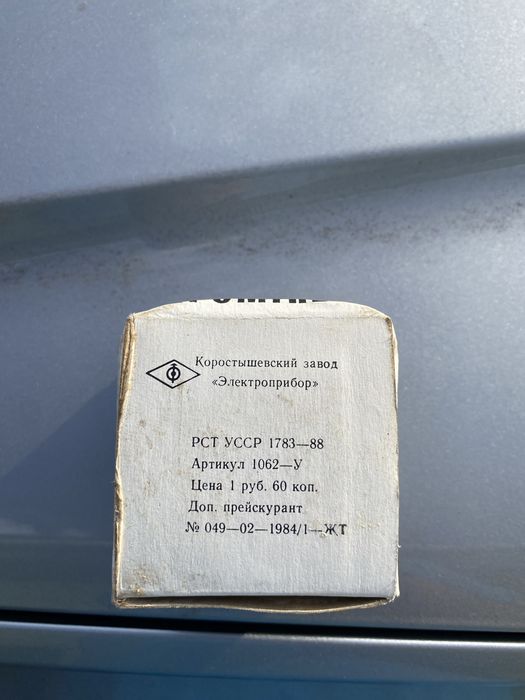 Коростышевский завод
«Электроприбор»
РСТ УССР 1783—88
Артикул 1062—У
Цена 1 руб. 60 коп.
Доп. прейскурант
№ 049—02—1984/1—ЖТ